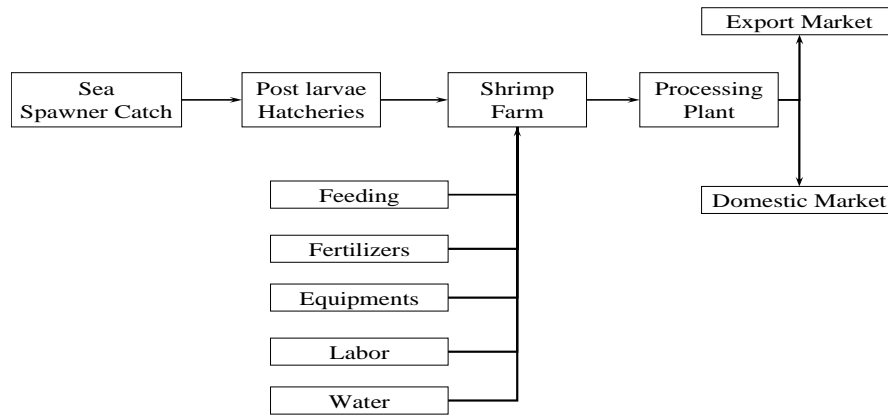 Export Market
Sea
Spawner Catch
Post larvae
Hatcheries
Shrimp
Farm
Processing
Plant
Domestic Market
Feeding
Fertilizers
Equipments
Labor
Water